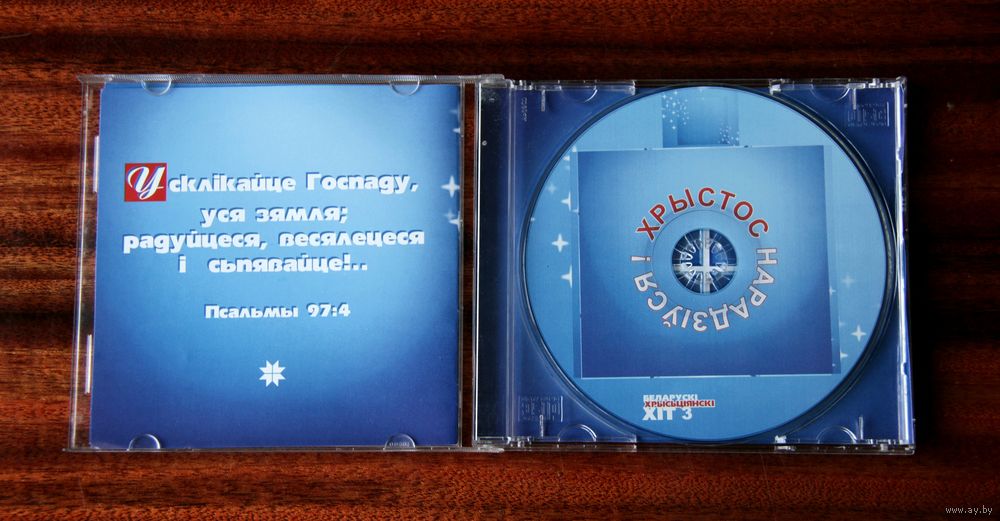 Усклікайце Госпаду,
уся зямля;
радуйцеся, весялецеся
і сьпявайце!..
Псальмы 97:4
ХРЫСТОС НАРАДЗІЎСЯ І
БЕЛАРУСКІ
ХРЫСЬЦІЯНСКІ
ХІТ 3
www.ay.by